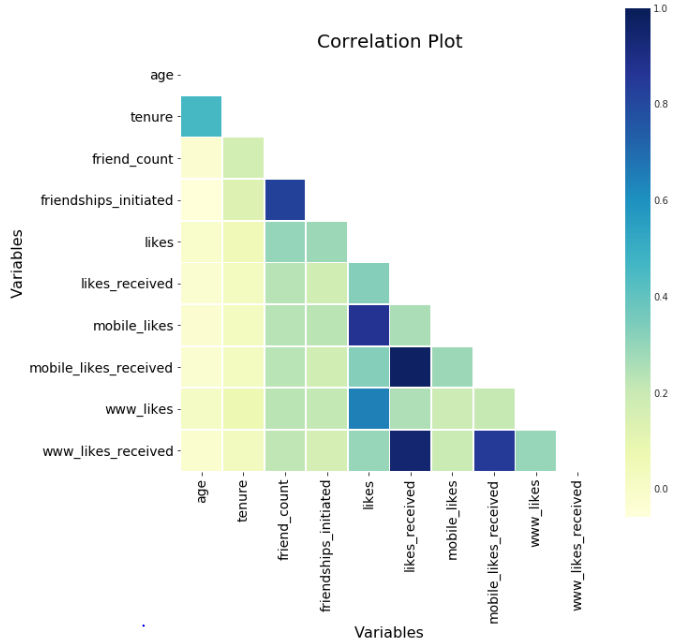 Correlation Plot
Variables
age
tenure
friend_count
friendships_initiated
likes
likes_received
mobile_likes
mobile_likes_received
www_likes
www_likes_received
age
tenure
friend_count
friendships_initiated
likes
likes_received
mobile_likes
mobile_likes_received
www_likes
www_likes_received
Variables
1.0
0.8
0.6
0.4
0.2
0.0